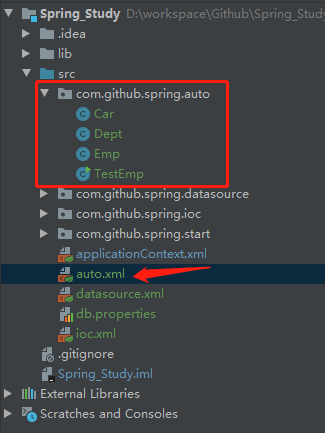 Spring_Study D:\workspace\Github\Spring_Stud
.idea
lib
src
com.github.spring.auto
Car
Dept
Emp
TestEmp
com.github.spring.datasource
com.github.spring.ioc
com.github.spring.start
applicationContext.xml
auto.xml
datasource.xml
db.properties
ioc.xml
.gitignore
Spring_Study.iml
External Libraries
Scratches and Consoles